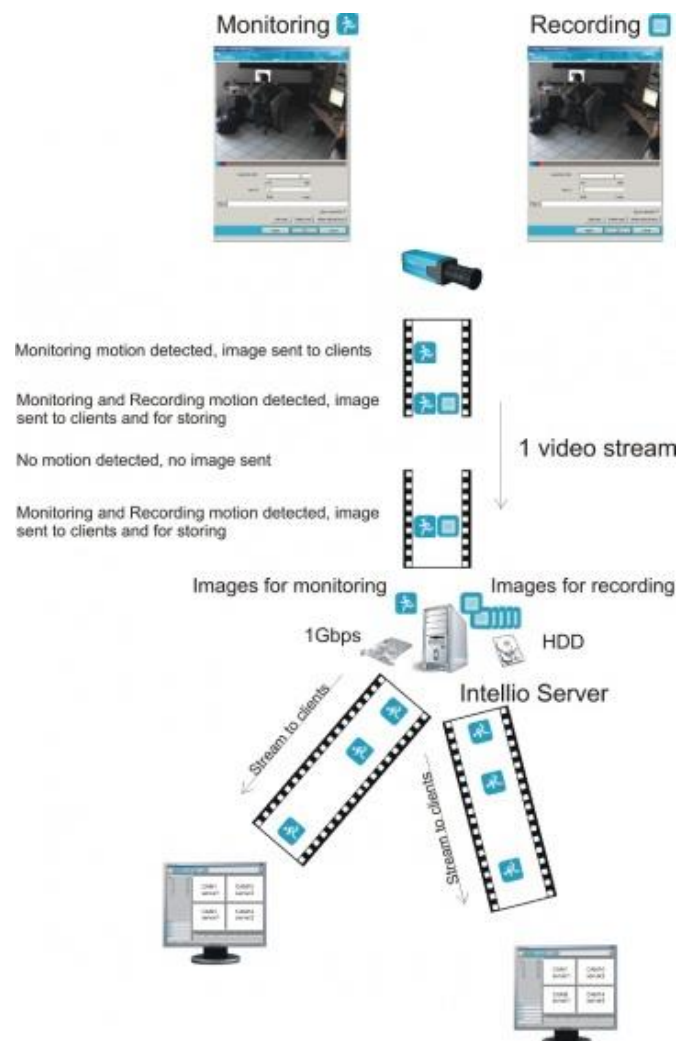 Monitoring
Recording
Monitoring motion detected, image sent to clients
Monitoring and Recording motion detected, image
sent to clients and for storing
No motion detected, no image sent
Monitoring and Recording motion detected, image
sent to clients and for storing
1 video stream
Images for monitoring
Images for recording
1Gbps
HDD
Intellio Server
Stream to clients
Stream to clients